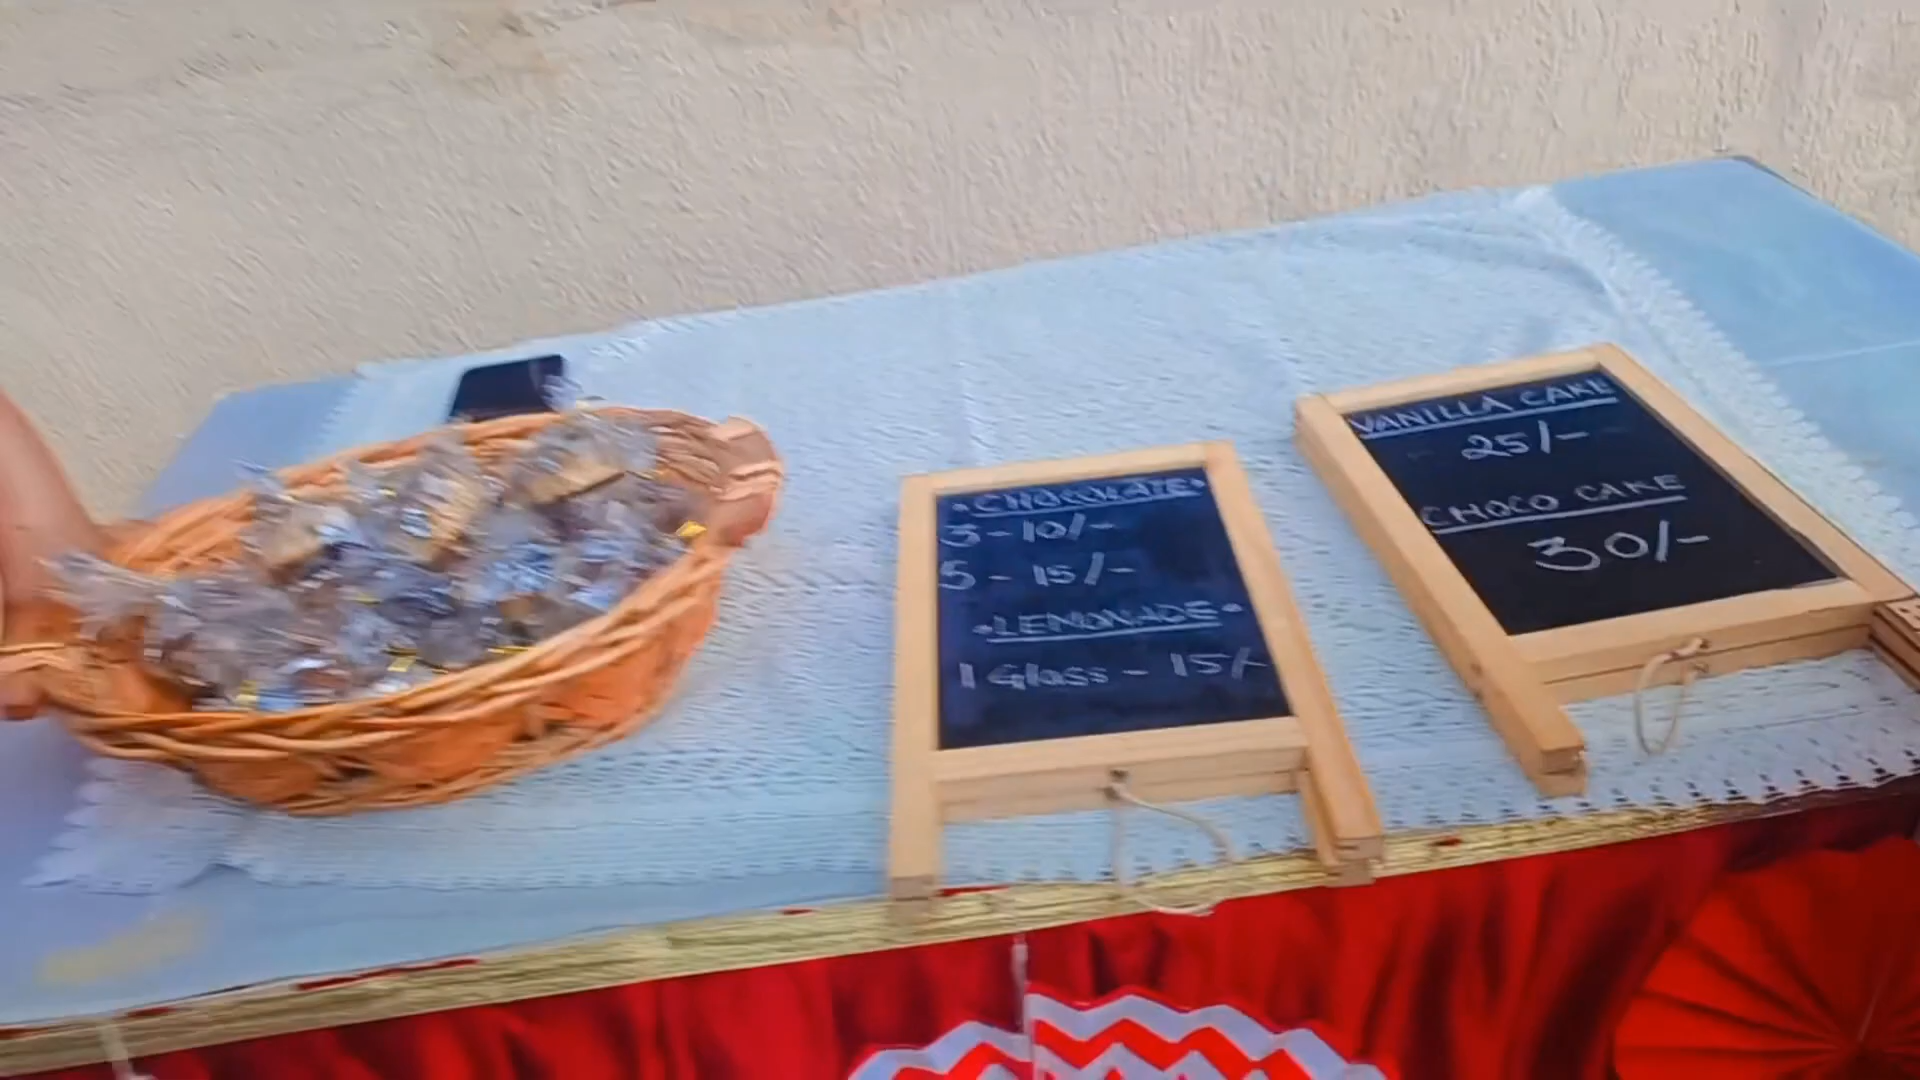 •CHOCOLATE•
3-10/-
5 - 15/-
•LEMONADE•
1 Glass - 15/-
VANILLA CAKE
25/-
CHOCO CAKE
30/-